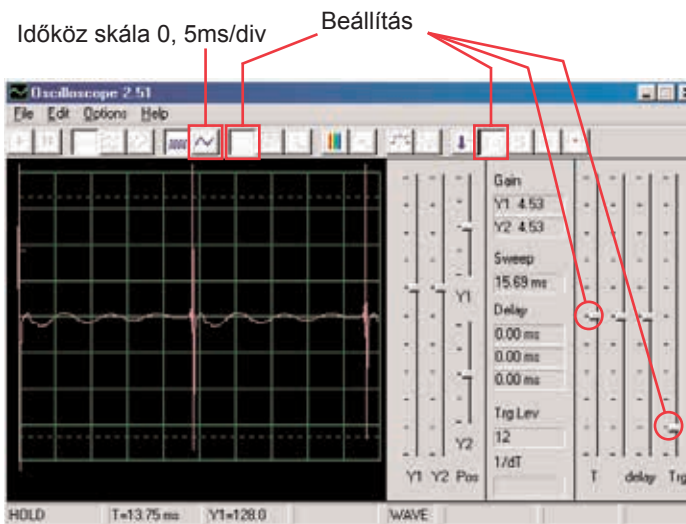 Időköz skála 0, 5ms/div
Beállítás
Oscilloscope 2.51
File Edit Options Help
Gain
Y1 4.53
Y2 4.53
Sweep
15.69 ms
Delay
0.00 ms
0.00 ms
0.00 ms
Trg Lev
12
1/dT
Y1
Y2
Y1 Y2 Pos
T delay Trg
HOLD T=13.75 ms Y1=128.0 WAVE